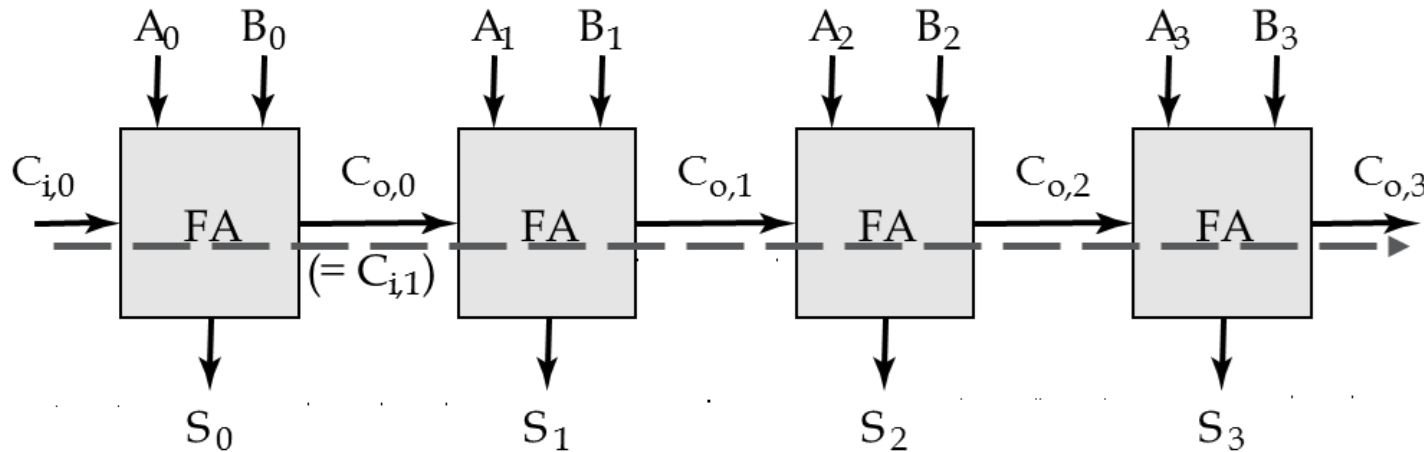 A0 B0 A1 B1 A2 B2 A3 B3
Ci,0 Co,0 Co,1 Co,2 Co,3
FA FA FA FA
(= Ci,1)
S0 S1 S2 S3